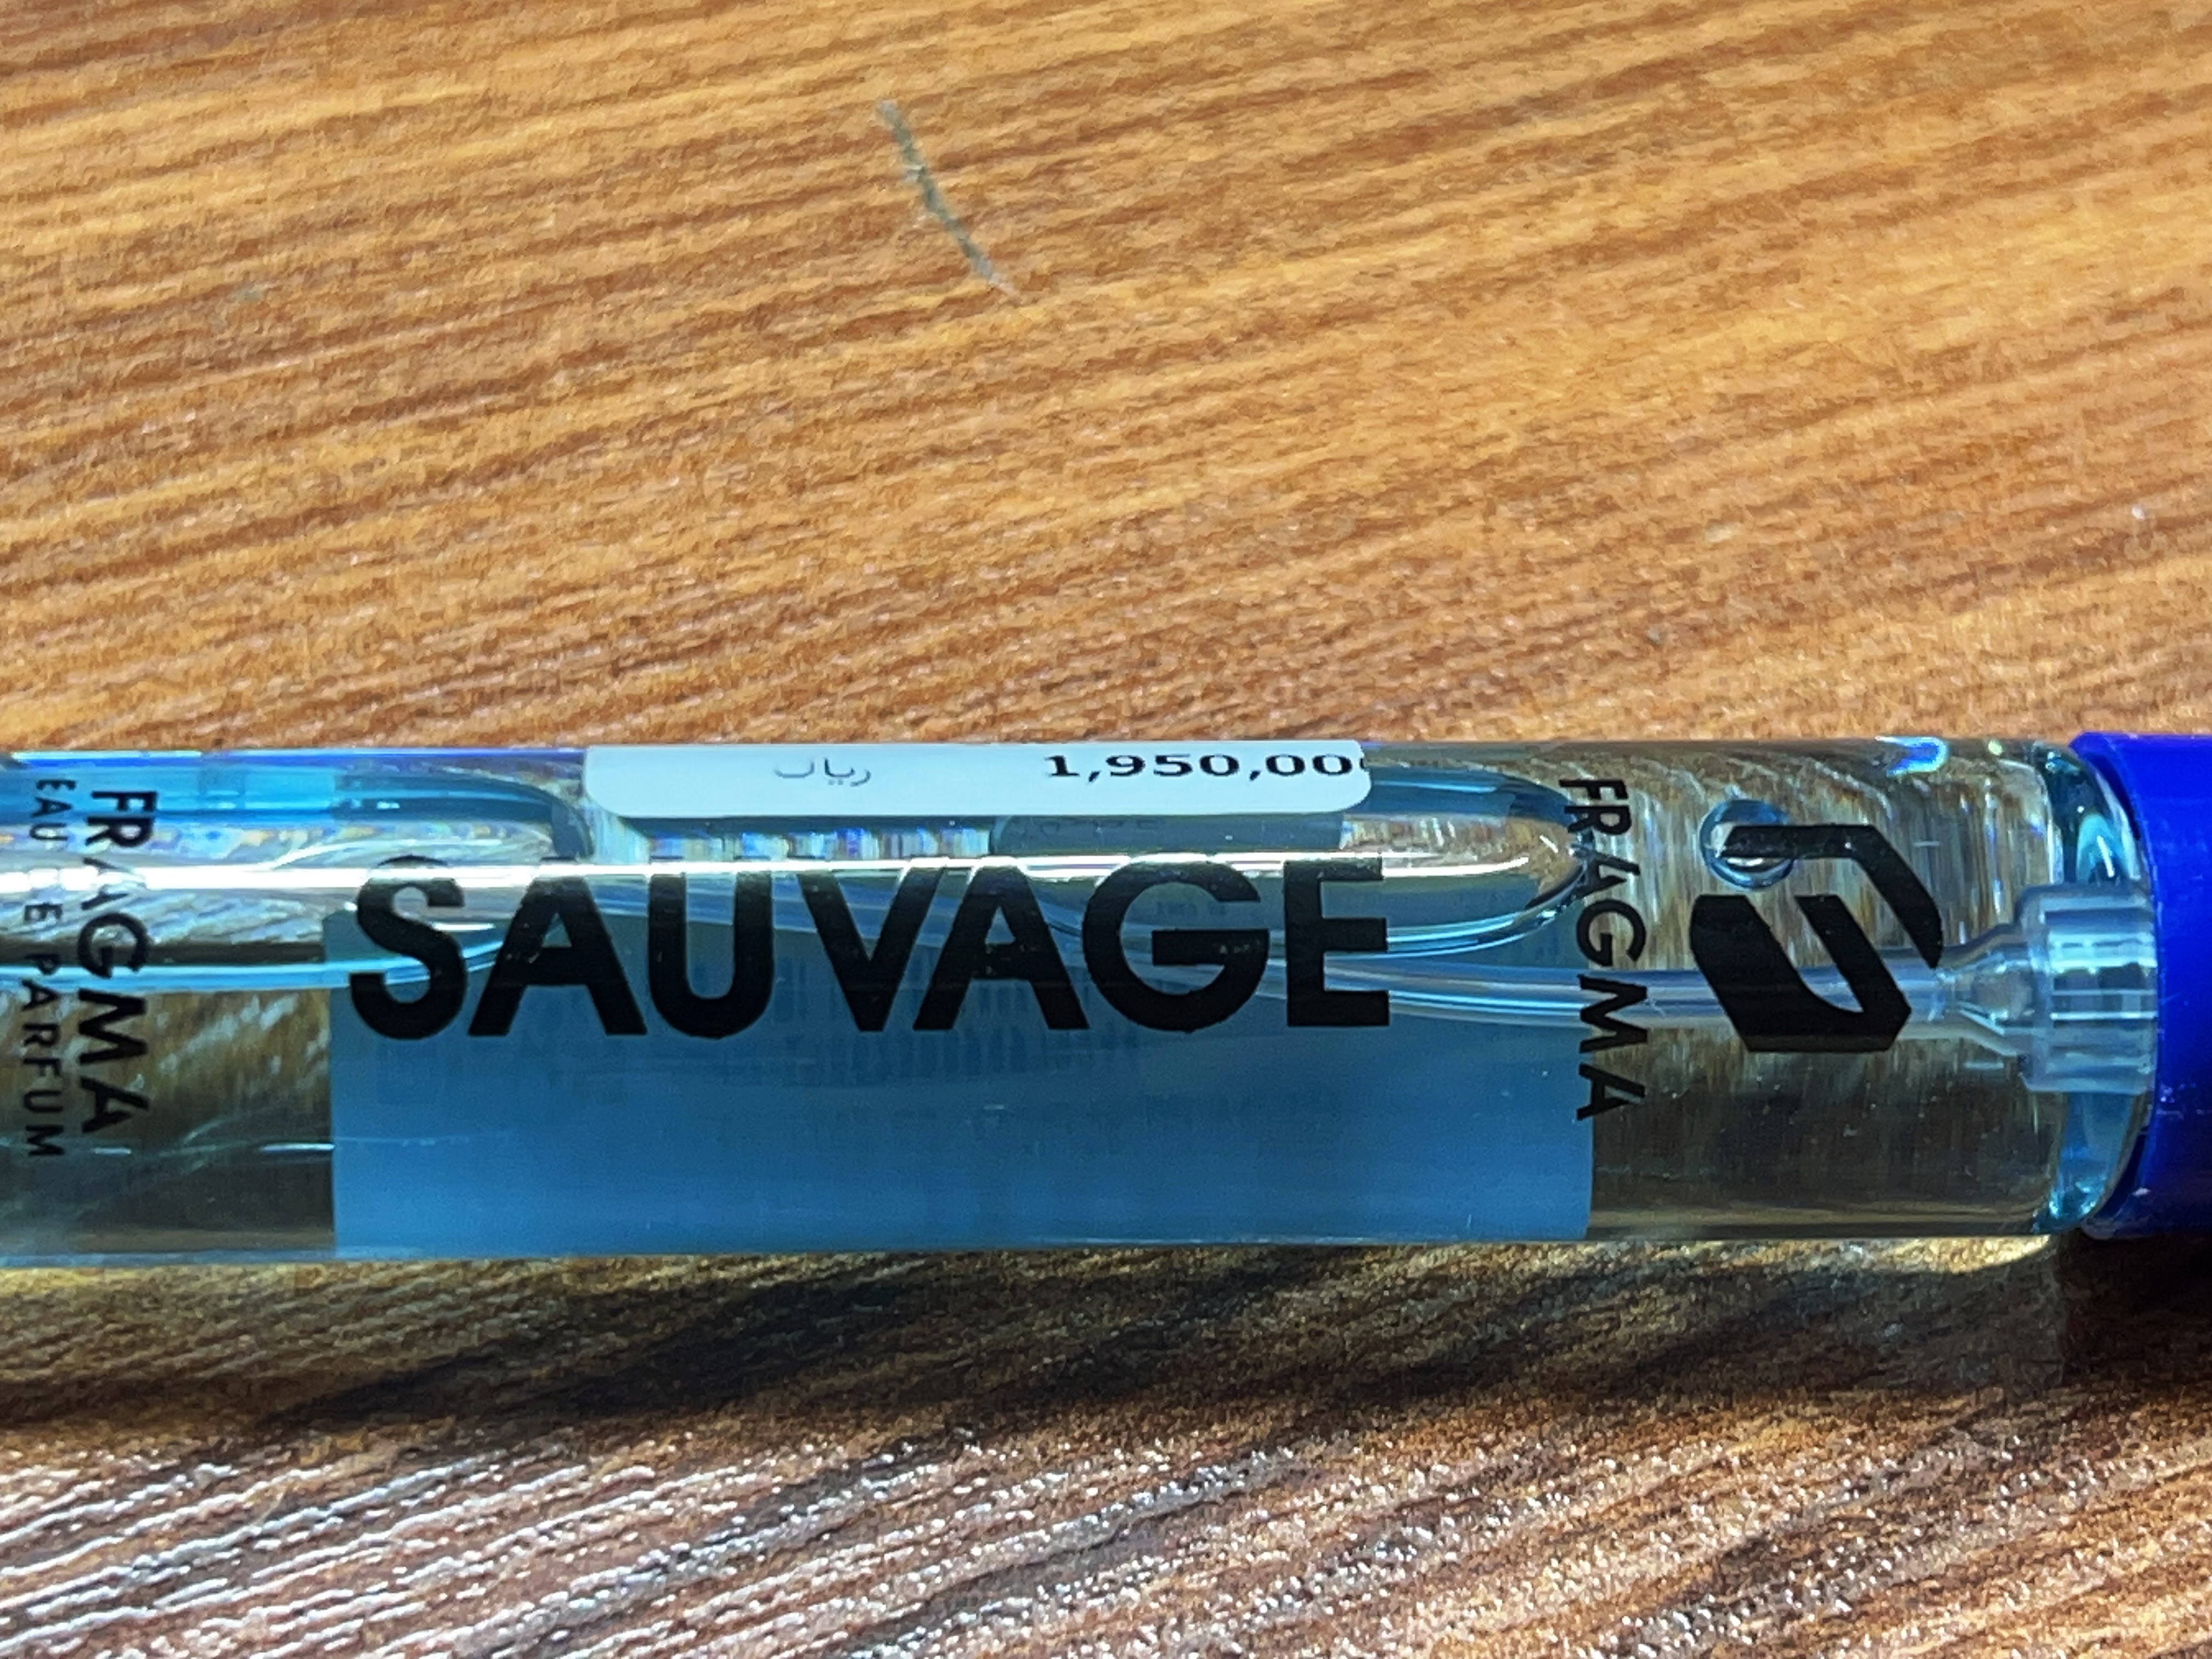 ریال 1,950,00
SAUVAGE
FRAGMA
FRAGMA
EAU DE PARFUM